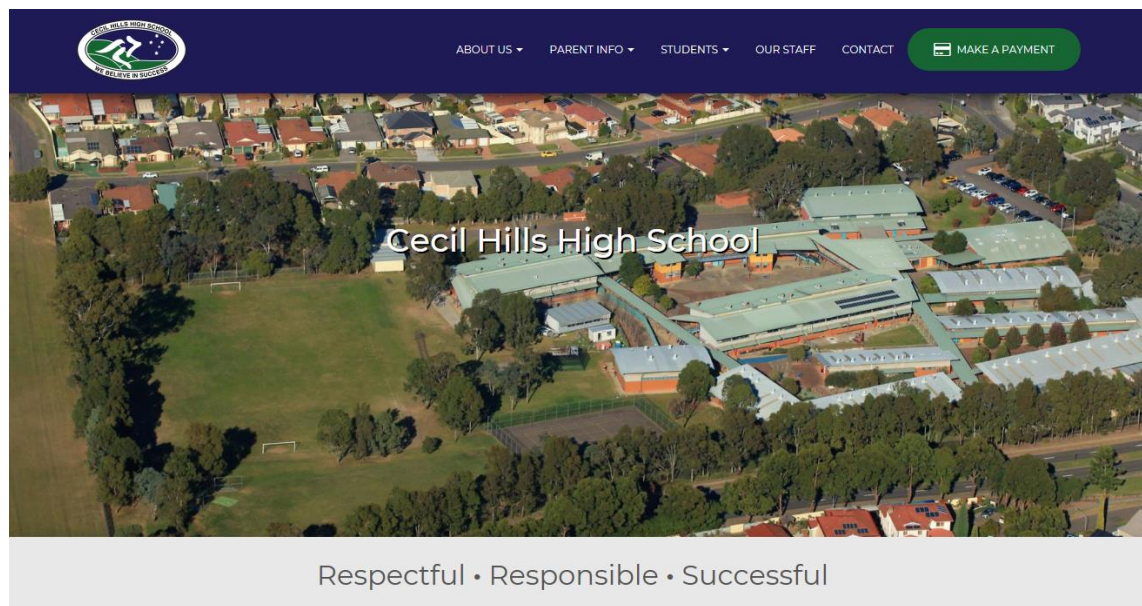 CECIL HILLS HIGH SCHOOL
WE BELIEVE IN SUCCESS
ABOUT US
PARENT INFO
STUDENTS
OUR STAFF
CONTACT
MAKE A PAYMENT
Cecil Hills High School
Respectful • Responsible • Successful